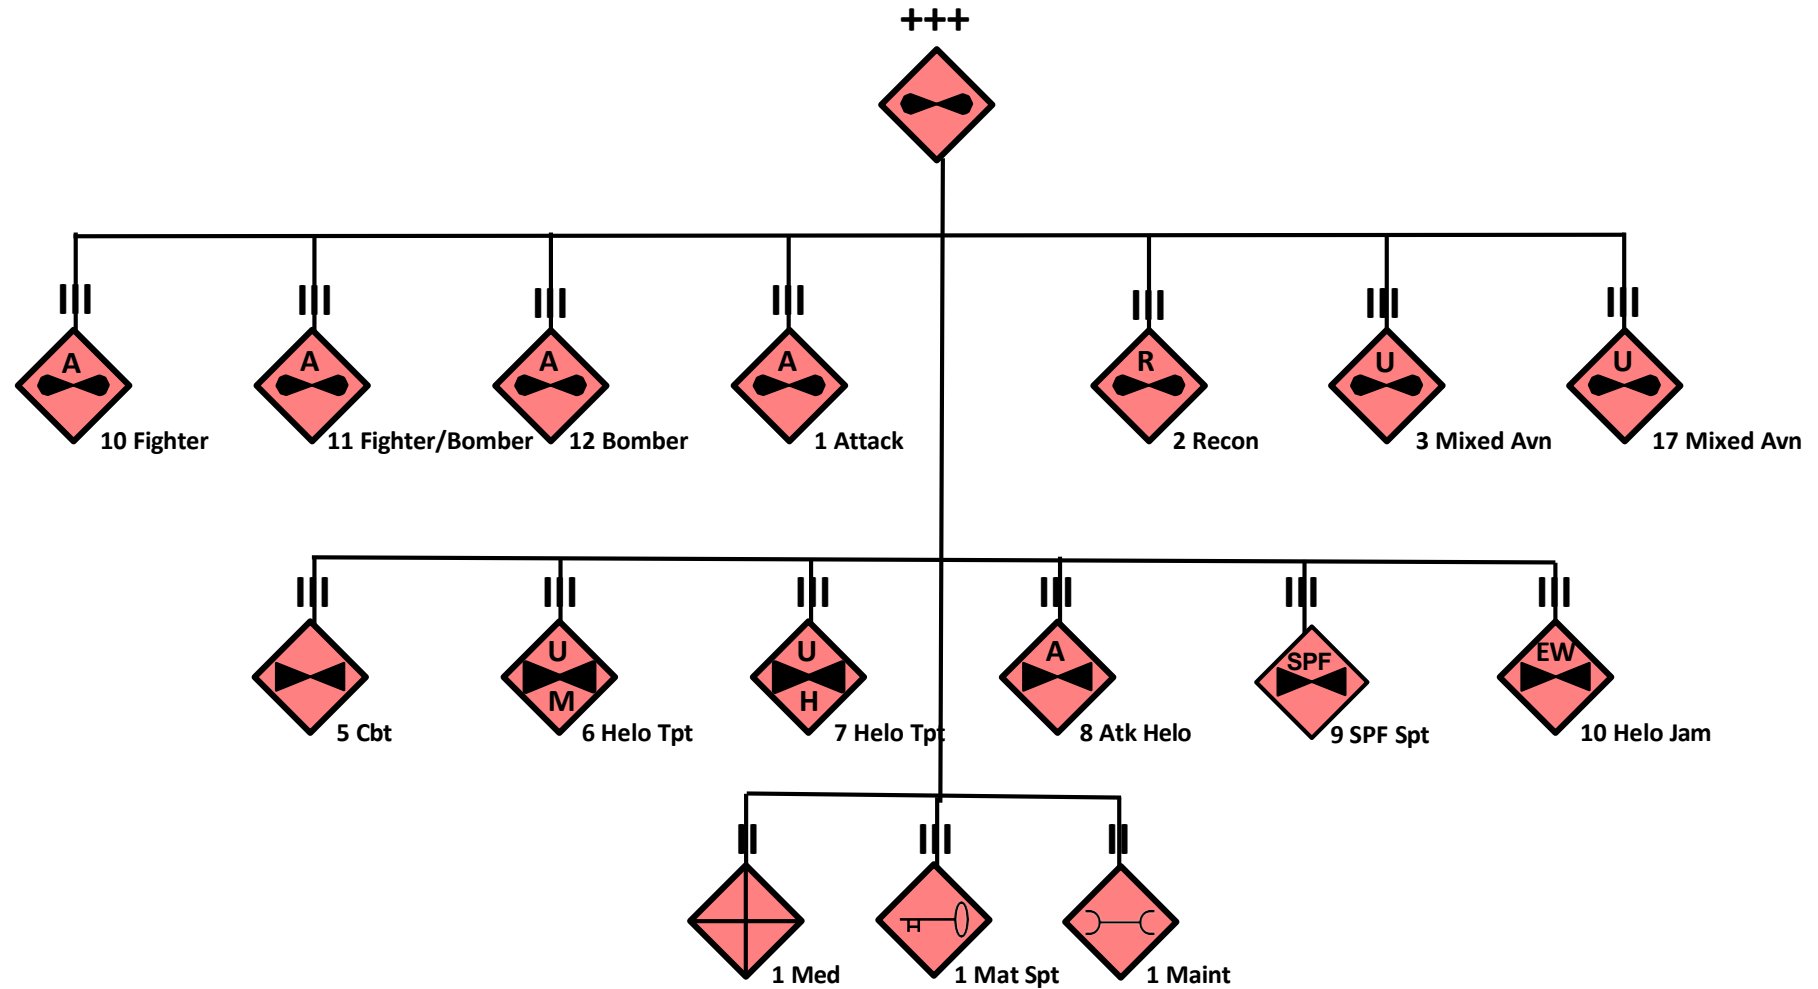 +++
A
A
A
A
R
U
U
10 Fighter
11 Fighter/Bomber
12 Bomber
1 Attack
2 Recon
3 Mixed Avn
17 Mixed Avn
U
U
A
SPF
EW
M
H
5 Cbt
6 Helo Tpt
7 Helo Tpt
8 Atk Helo
9 SPF Spt
10 Helo Jam
1 Med
1 Mat Spt
1 Maint